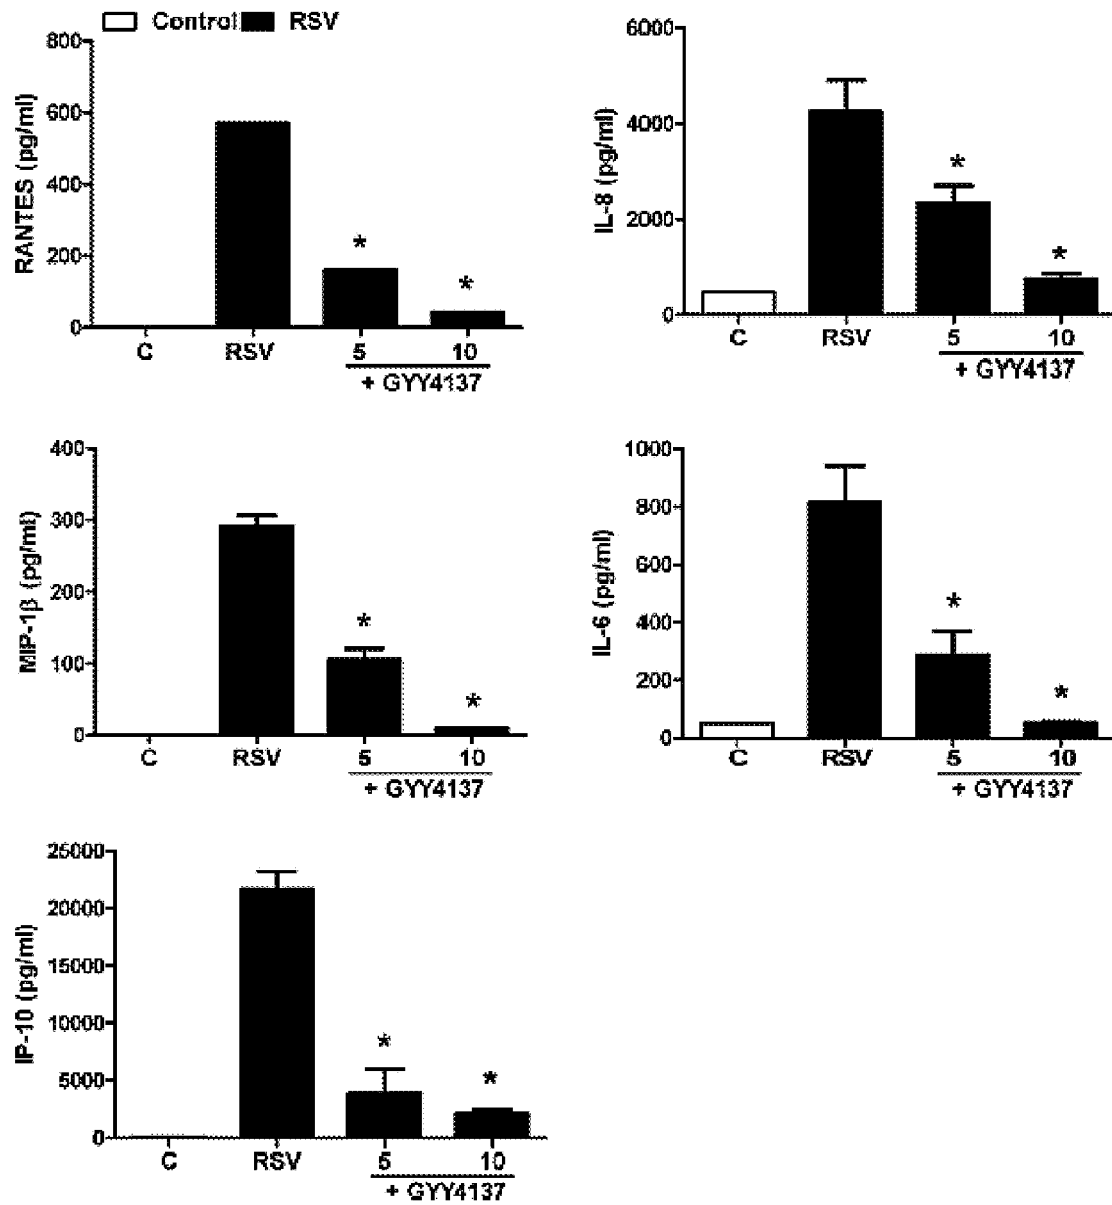 Control RSV
800
600
400
200
0
RANTES (pg/ml)
*
*
C RSV 5 10
+ GYY4137
6000
4000
2000
0
IL-8 (pg/ml)
*
*
C RSV 5 10
+ GYY4137
400
300
200
100
0
MIP-1β (pg/ml)
*
*
C RSV 5 10
+ GYY4137
1000
800
600
400
200
0
IL-6 (pg/ml)
*
*
C RSV 5 10
+ GYY4137
25000
20000
15000
10000
5000
0
IP-10 (pg/ml)
*
*
C RSV 5 10
+ GYY4137